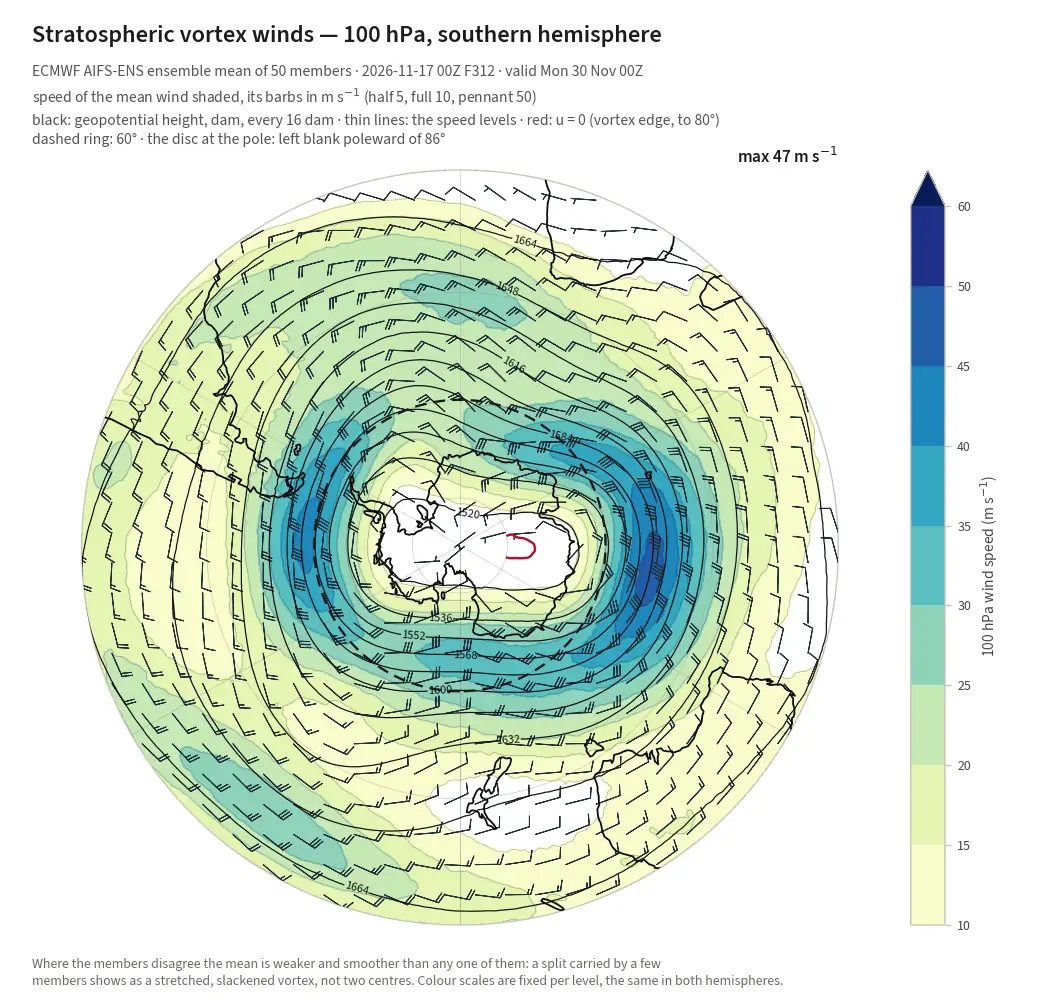 Stratospheric vortex winds — 100 hPa, southern hemisphere
ECMWF AIFS-ENS ensemble mean of 50 members · 2026-11-17 00Z F312 · valid Mon 30 Nov 00Z
speed of the mean wind shaded, its barbs in m s⁻¹ (half 5, full 10, pennant 50)
black: geopotential height, dam, every 16 dam · thin lines: the speed levels · red: u = 0 (vortex edge, to 80°)
dashed ring: 60° · the disc at the pole: left blank poleward of 86°
max 47 m s⁻¹
1664
1648
1616
1584
1520
1536
1552
1568
1600
1632
1664
60
50
45
40
35
30
25
20
15
10
100 hPa wind speed (m s⁻¹)
Where the members disagree the mean is weaker and smoother than any one of them: a split carried by a few
members shows as a stretched, slackened vortex, not two centres. Colour scales are fixed per level, the same in both hemispheres.